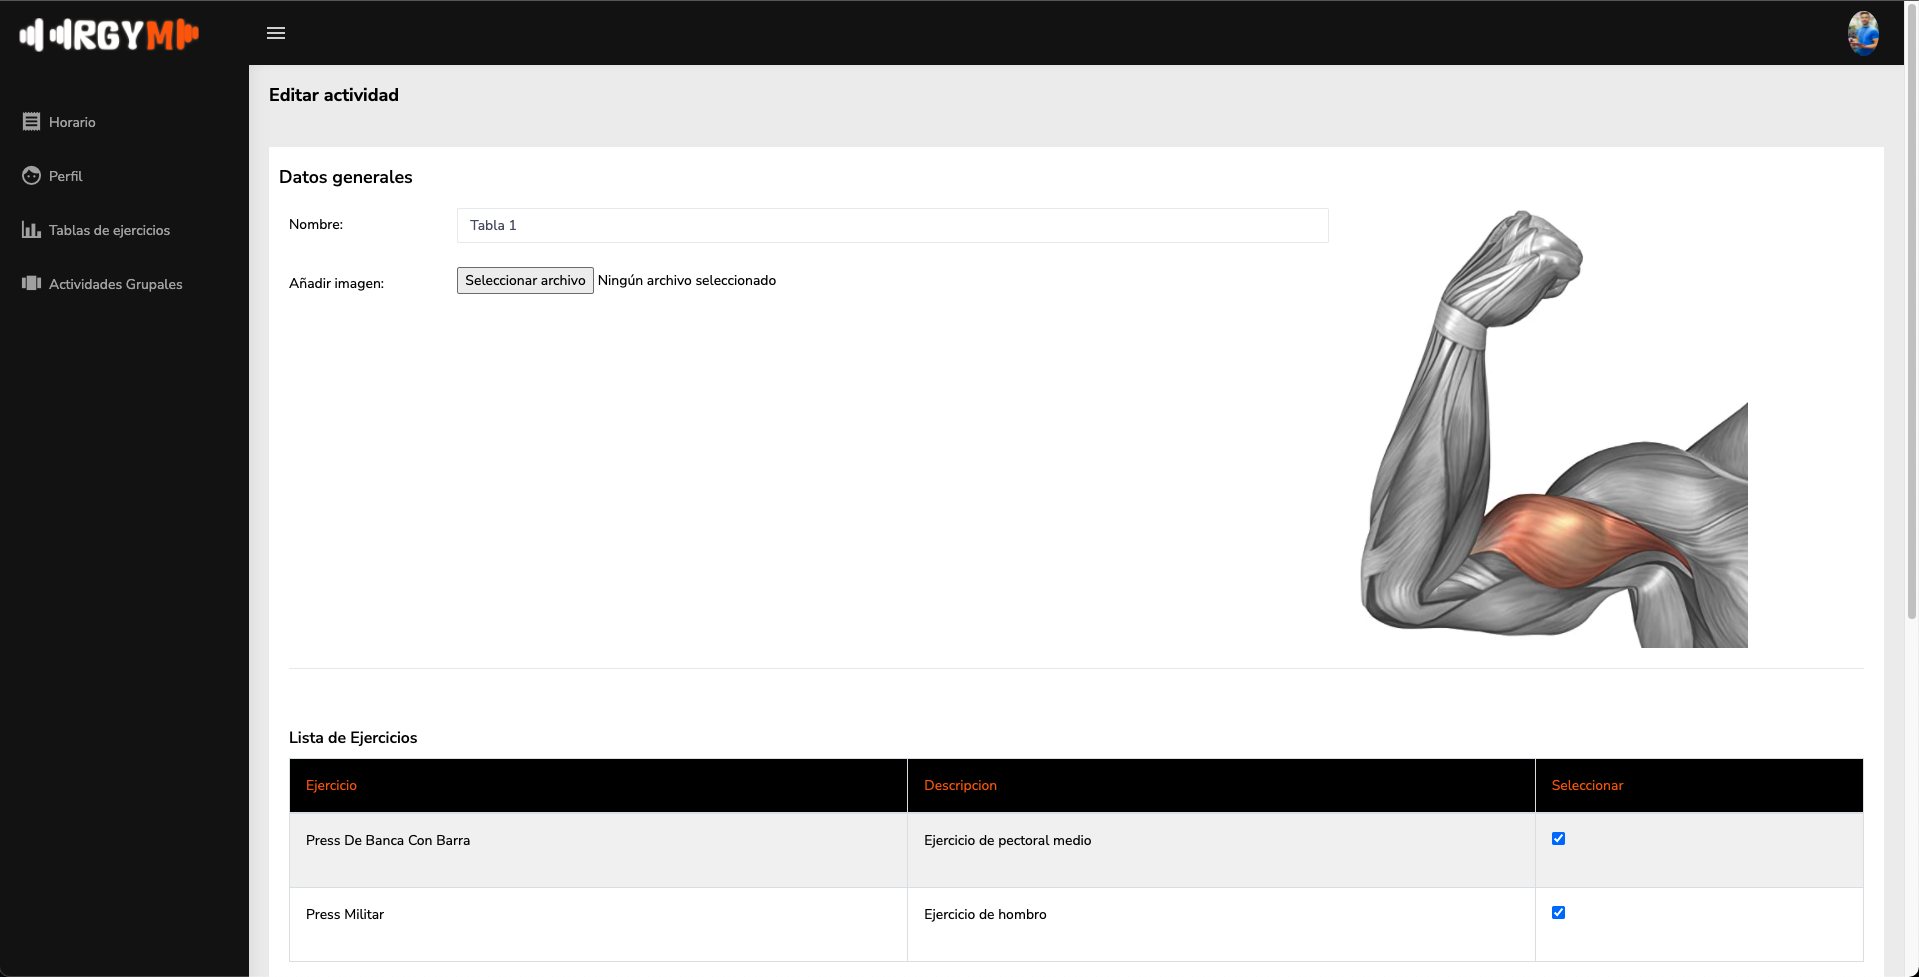 RGYM
Horario
Perfil
Tablas de ejercicios
Actividades Grupales
Editar actividad
Datos generales
Nombre: Tabla 1
Añadir imagen: Seleccionar archivo Ningún archivo seleccionado
Lista de Ejercicios
Ejercicio Descripcion Seleccionar
Press De Banca Con Barra Ejercicio de pectoral medio
Press Militar Ejercicio de hombro